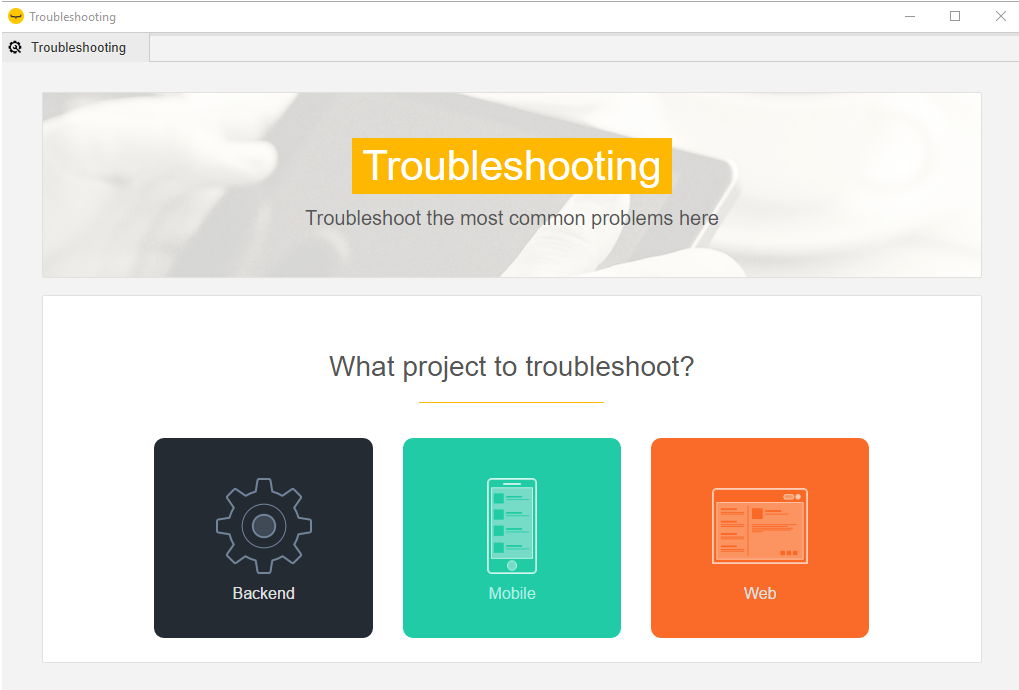 Troubleshooting
Troubleshooting
Troubleshooting
Troubleshoot the most common problems here
What project to troubleshoot?
Backend
Mobile
Web